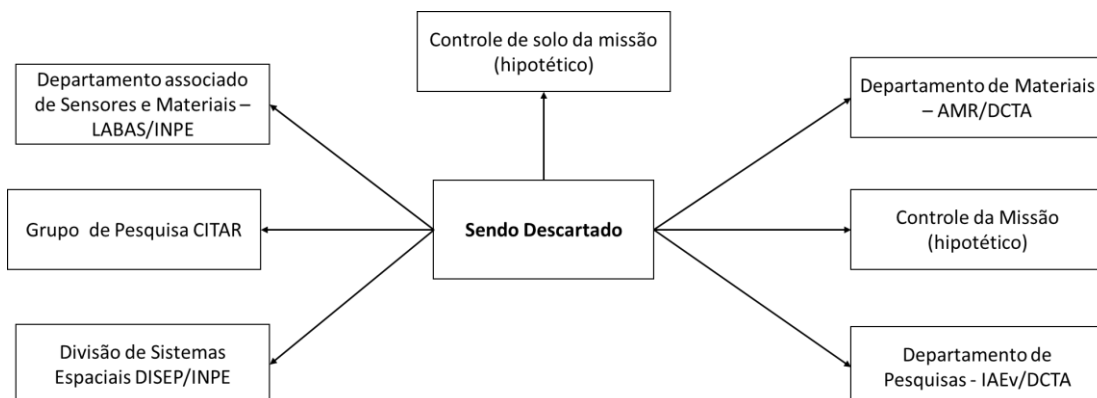 Controle de solo da missão
(hipotético)
Departamento associado
de Sensores e Materiais –
LABAS/INPE
Departamento de Materiais
– AMR/DCTA
Grupo de Pesquisa CITAR
Sendo Descartado
Controle da Missão
(hipotético)
Divisão de Sistemas
Espaciais DISEP/INPE
Departamento de
Pesquisas - IAEv/DCTA